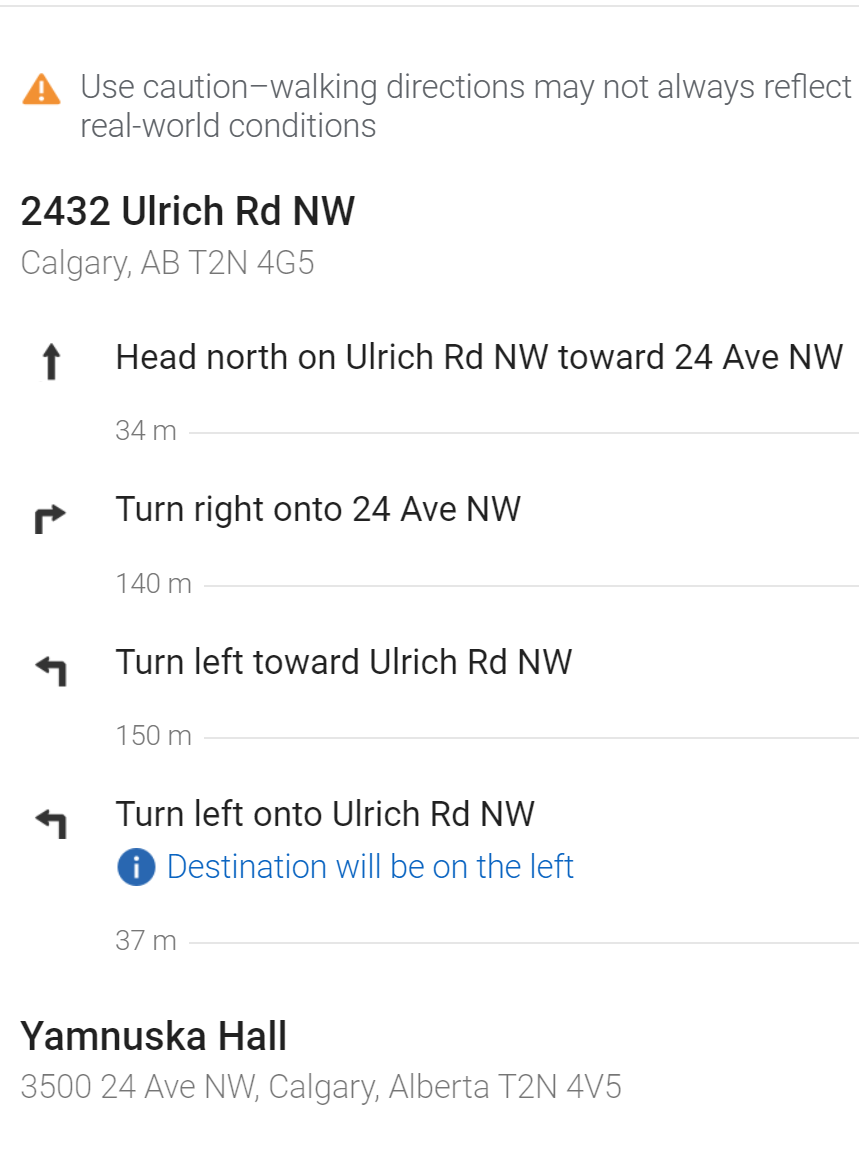 Use caution–walking directions may not always reflect
real-world conditions
2432 Ulrich Rd NW
Calgary, AB T2N 4G5
Head north on Ulrich Rd NW toward 24 Ave NW
34 m
Turn right onto 24 Ave NW
140 m
Turn left toward Ulrich Rd NW
150 m
Turn left onto Ulrich Rd NW
Destination will be on the left
37 m
Yamnuska Hall
3500 24 Ave NW, Calgary, Alberta T2N 4V5